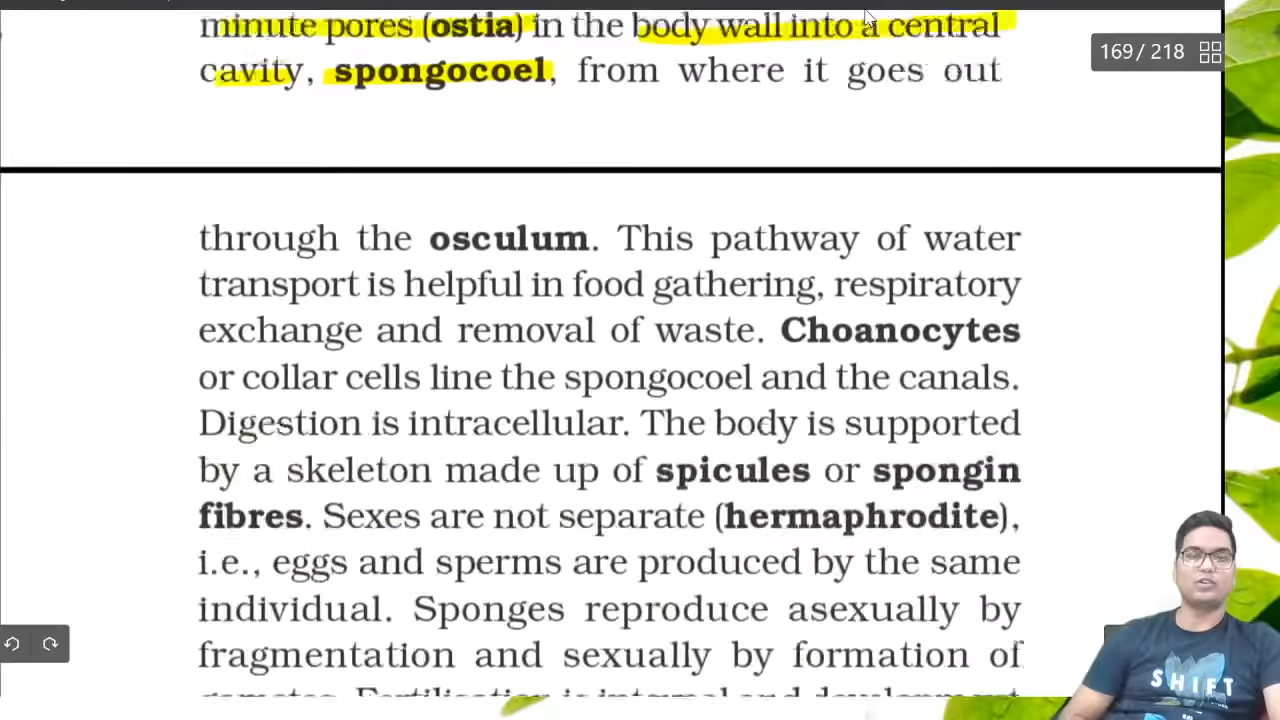 minute pores (ostia) in the body wall into a central
cavity, spongocoel, from where it goes out
169 / 218
through the osculum. This pathway of water
transport is helpful in food gathering, respiratory
exchange and removal of waste. Choanocytes
or collar cells line the spongocoel and the canals.
Digestion is intracellular. The body is supported
by a skeleton made up of spicules or spongin
fibres. Sexes are not separate (hermaphrodite),
i.e., eggs and sperms are produced by the same
individual. Sponges reproduce asexually by
fragmentation and sexually by formation of
SHIFT